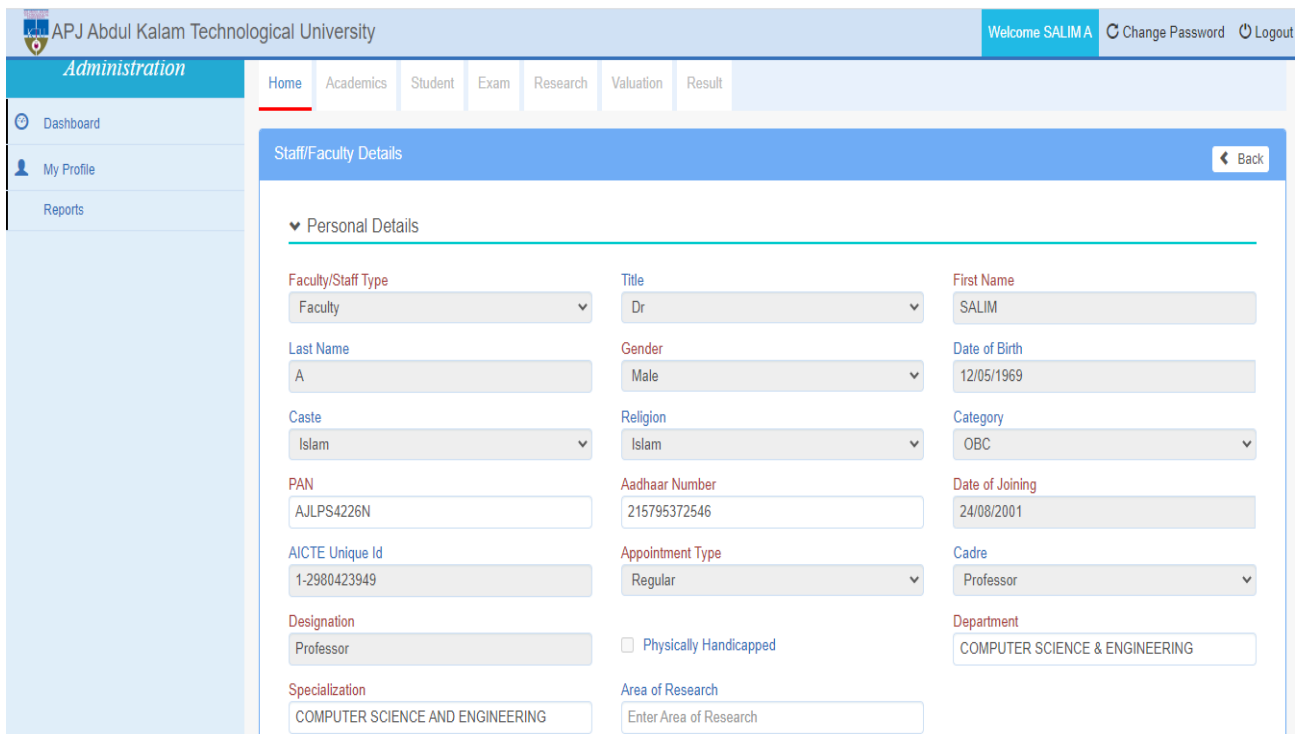 APJ Abdul Kalam Technological University
Welcome SALIM A Change Password Logout
Administration
Home Academics Student Exam Research Valuation Result
Dashboard
My Profile
Reports
Staff/Faculty Details
Back
Personal Details
Faculty/Staff Type Title First Name
Faculty Dr SALIM
Last Name Gender Date of Birth
A Male 12/05/1969
Caste Religion Category
Islam Islam OBC
PAN Aadhaar Number Date of Joining
AJLPS4226N 215795372546 24/08/2001
AICTE Unique Id Appointment Type Cadre
1-2980423949 Regular Professor
Designation Department
Professor Physically Handicapped COMPUTER SCIENCE & ENGINEERING
Specialization Area of Research
COMPUTER SCIENCE AND ENGINEERING Enter Area of Research